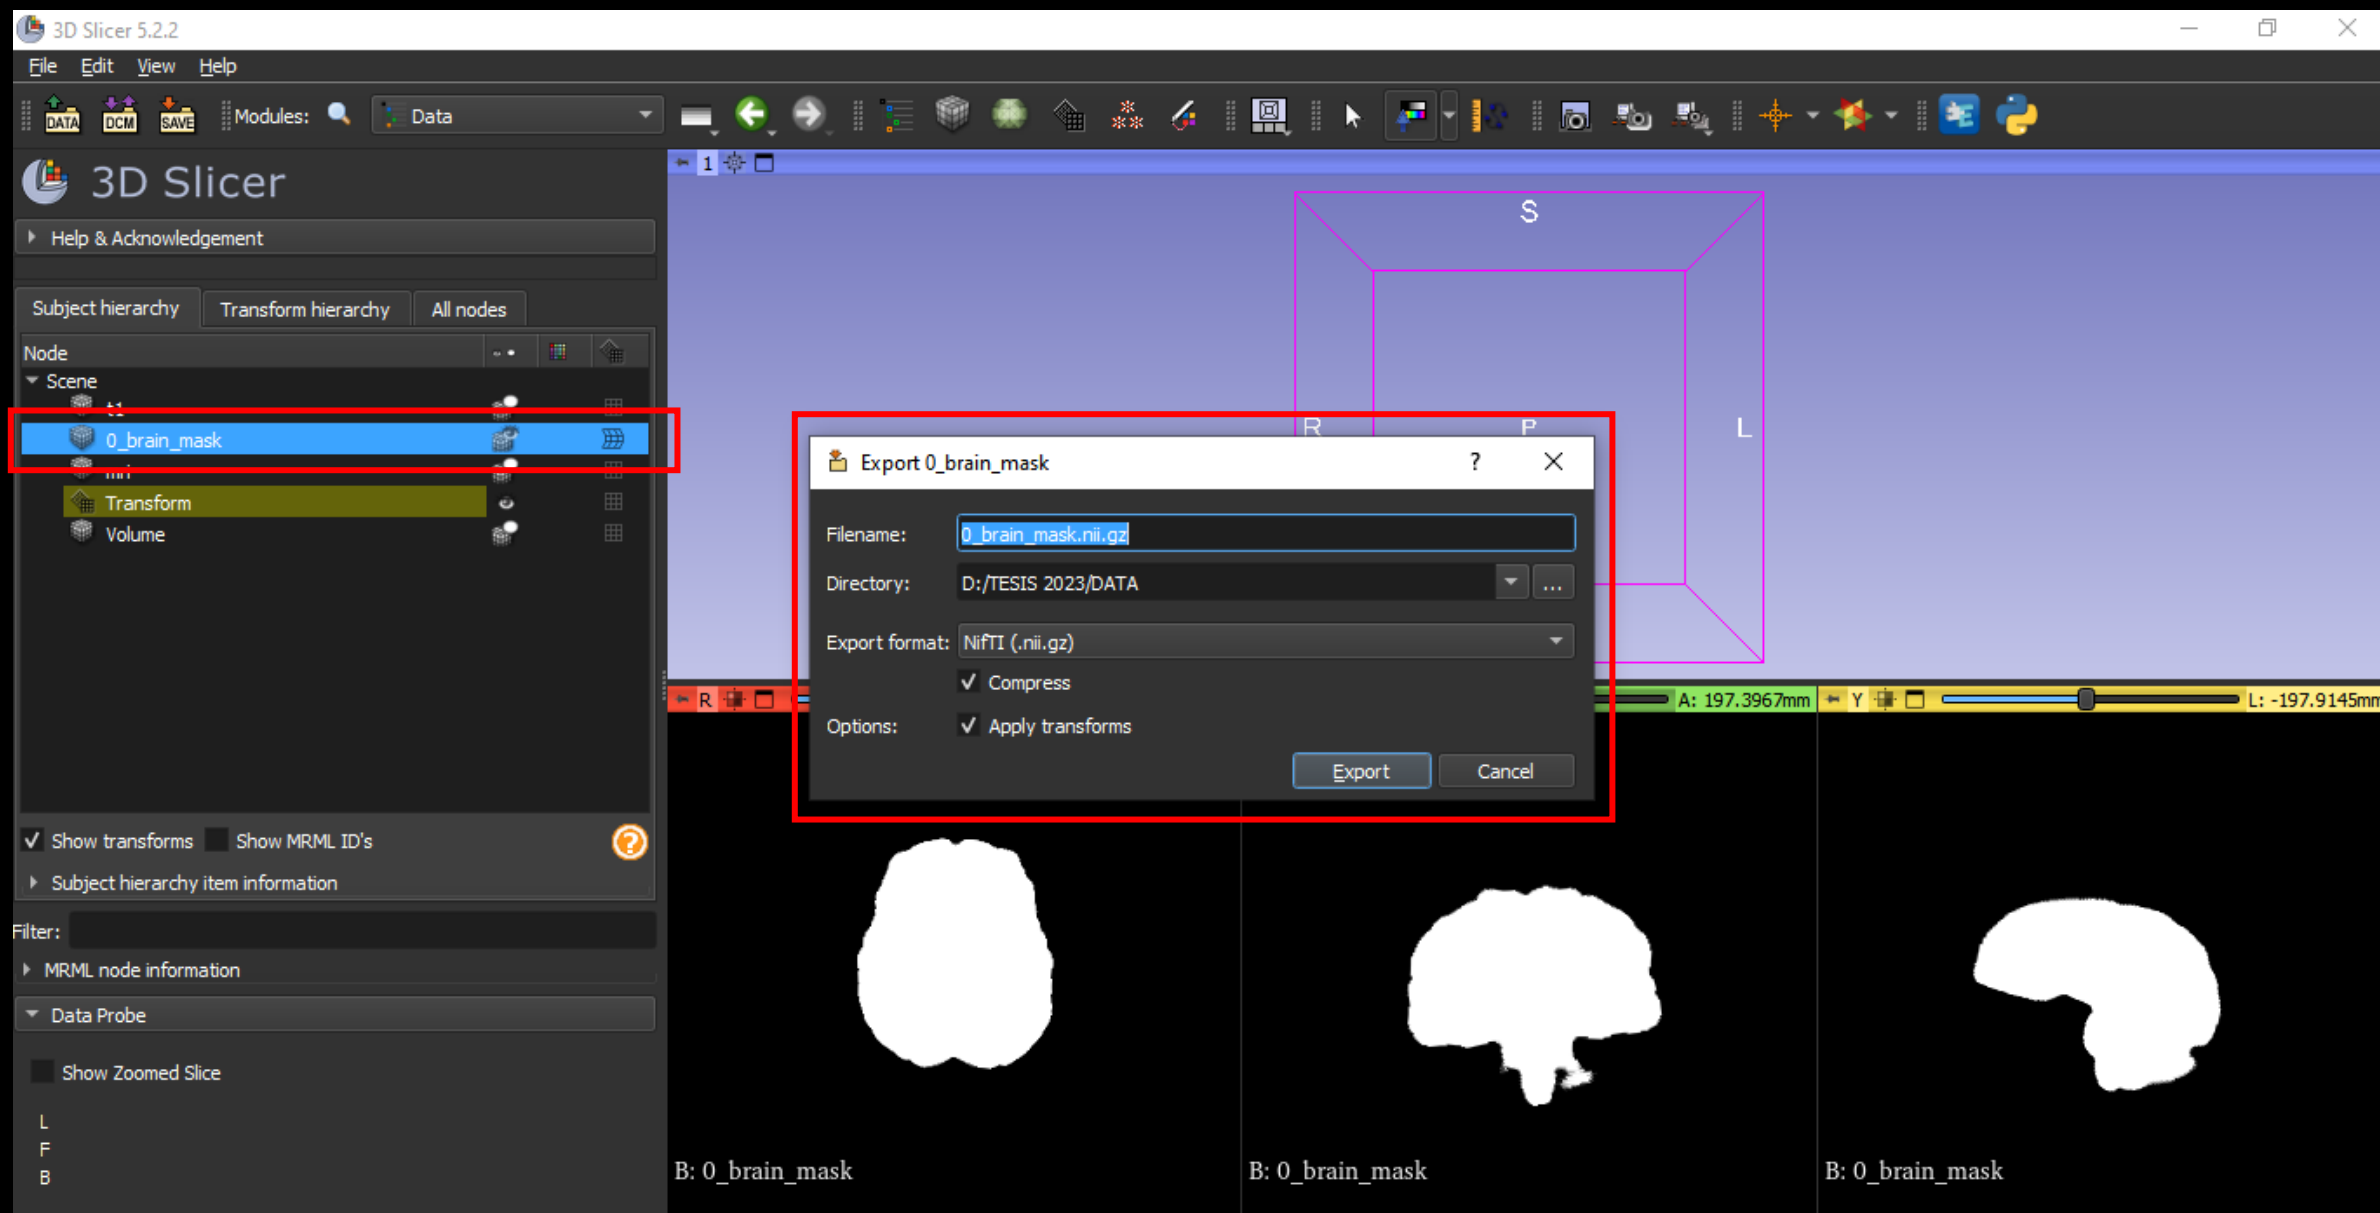 3D Slicer 5.2.2
File Edit View Help
DATA DCM SAVE Modules: Data
3D Slicer
Help & Acknowledgement
Subject hierarchy Transform hierarchy All nodes
Node
Scene
t1
0_brain_mask
mri
Transform
Volume
Show transforms Show MRML ID's
Subject hierarchy item information
Filter:
MRML node information
Data Probe
Show Zoomed Slice
L
F
B
1
S
R P L
Export 0_brain_mask ?
Filename: 0_brain_mask.nii.gz
Directory: D:/TESIS 2023/DATA ...
Export format: NifTI (.nii.gz)
Compress
Options: Apply transforms
Export Cancel
R A: 197.3967mm Y L: -197.9145mm
B: 0_brain_mask B: 0_brain_mask B: 0_brain_mask